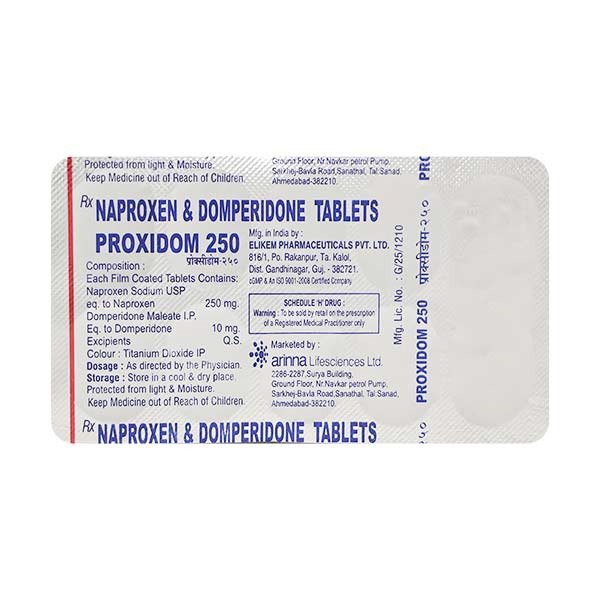 Protected from light & Moisture.
Keep Medicine out of Reach of Children.
Ground Floor, Nr.Navkar petrol Pump,
Sarkhej-Bavla Road,Sanathal, Tal.Sanad,
Ahmedabad-382210.
Rx NAPROXEN & DOMPERIDONE TABLETS
PROXIDOM 250
प्रोक्सीडोम-२५०
Composition :
Each Film Coated Tablets Contains:
Naproxen Sodium USP
eq. to Naproxen 250 mg.
Domperidone Maleate I.P.
Eq. to Domperidone 10 mg.
Excipients Q.S.
Colour : Titanium Dioxide IP
Dosage : As directed by the Physician.
Storage : Store in a cool & dry place.
Protected from light & Moisture.
Keep Medicine out of Reach of Children.
Mfg. in India by :
ELIKEM PHARMACEUTICALS PVT. LTD.
816/1, Po. Rakanpur, Ta. Kalol,
Dist. Gandhinagar, Guj. - 382721.
cGMP & An ISO 9001-2008 Certified Company
SCHEDULE 'H' DRUG :
Warning : To be sold by retail on the prescription
of a Registered Medical Practitioner only
Marketed by :
arinna Lifesciences Ltd.
2286-2287,Surya Building,
Ground Floor, Nr.Navkar petrol Pump,
Sarkhej-Bavla Road,Sanathal, Tal.Sanad,
Ahmedabad-382210.
Mfg. Lic. No. : G/25/1210
PROXIDOM 250
प्रोक्सीडोम-२५०
PRO
२५०
Rx NAPROXEN & DOMPERIDONE TABLETS